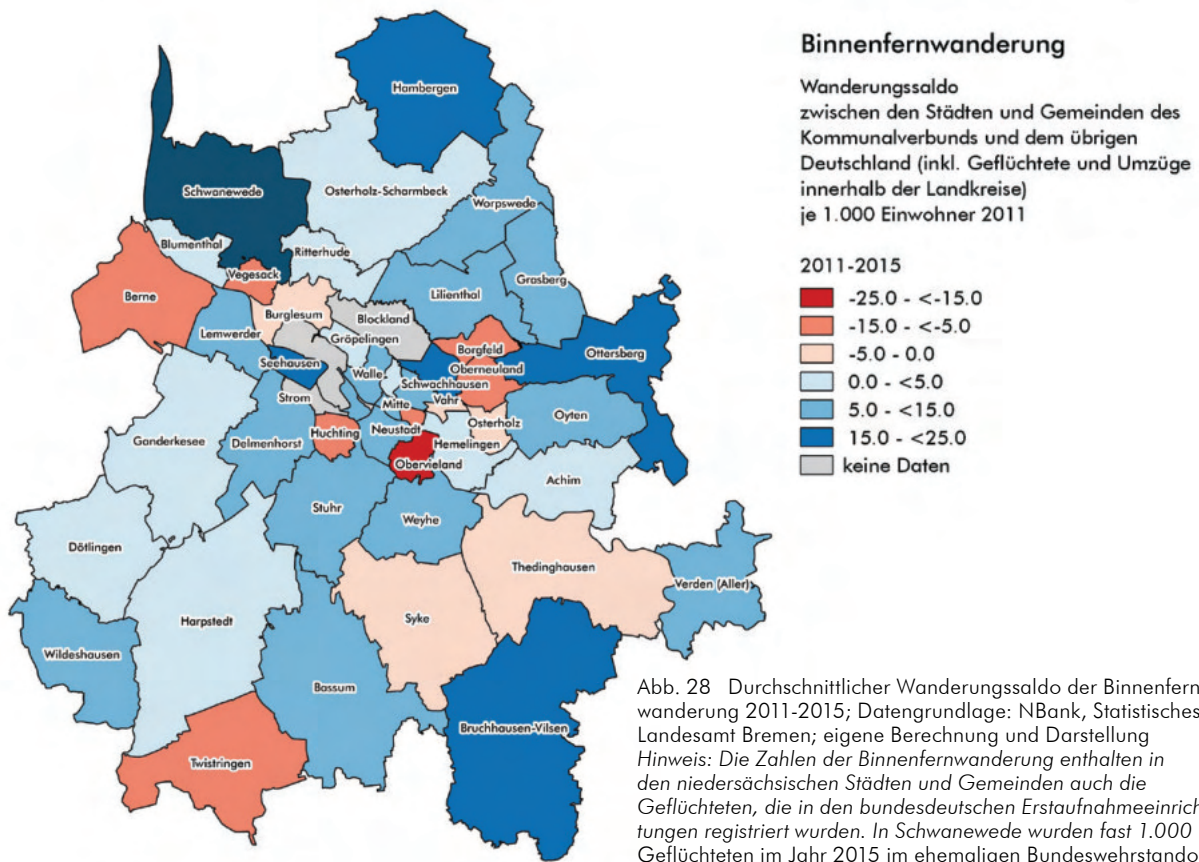 Binnenfernwanderung
Wanderungssaldo
zwischen den Städten und Gemeinden des
Kommunalverbunds und dem übrigen
Deutschland (inkl. Geflüchtete und Umzüge
innerhalb der Landkreise)
je 1.000 Einwohner 2011
2011-2015
-25.0 - <-15.0
-15.0 - <-5.0
-5.0 - 0.0
0.0 - <5.0
5.0 - <15.0
15.0 - <25.0
keine Daten
Hambergen
Schwanewede
Osterholz-Scharmbeck
Worpswede
Blumenthal
Ritterhude
Vegesack
Grasberg
Berne
Lilienthal
Burglesum
Blockland
Lemwerder
Gröpelingen
Borgfeld
Ottersberg
Seehausen
Oberneuland
Walle
Schwachhausen
Strom
Vahr
Mitte
Oyten
Osterholz
Huchting
Neustadt
Ganderkesee
Delmenhorst
Hemelingen
Obervieland
Achim
Stuhr
Weyhe
Dötlingen
Thedinghausen
Verden (Aller)
Harpstedt
Syke
Wildeshausen
Bassum
Bruchhausen-Vilsen
Twistringen
Abb. 28 Durchschnittlicher Wanderungssaldo der Binnenfern
wanderung 2011-2015; Datengrundlage: NBank, Statistisches
Landesamt Bremen; eigene Berechnung und Darstellung
Hinweis: Die Zahlen der Binnenfernwanderung enthalten in
den niedersächsischen Städten und Gemeinden auch die
Geflüchteten, die in den bundesdeutschen Erstaufnahmeeinrich
tungen registriert wurden. In Schwanewede wurden fast 1.000
Geflüchteten im Jahr 2015 im ehemaligen Bundeswehrstando